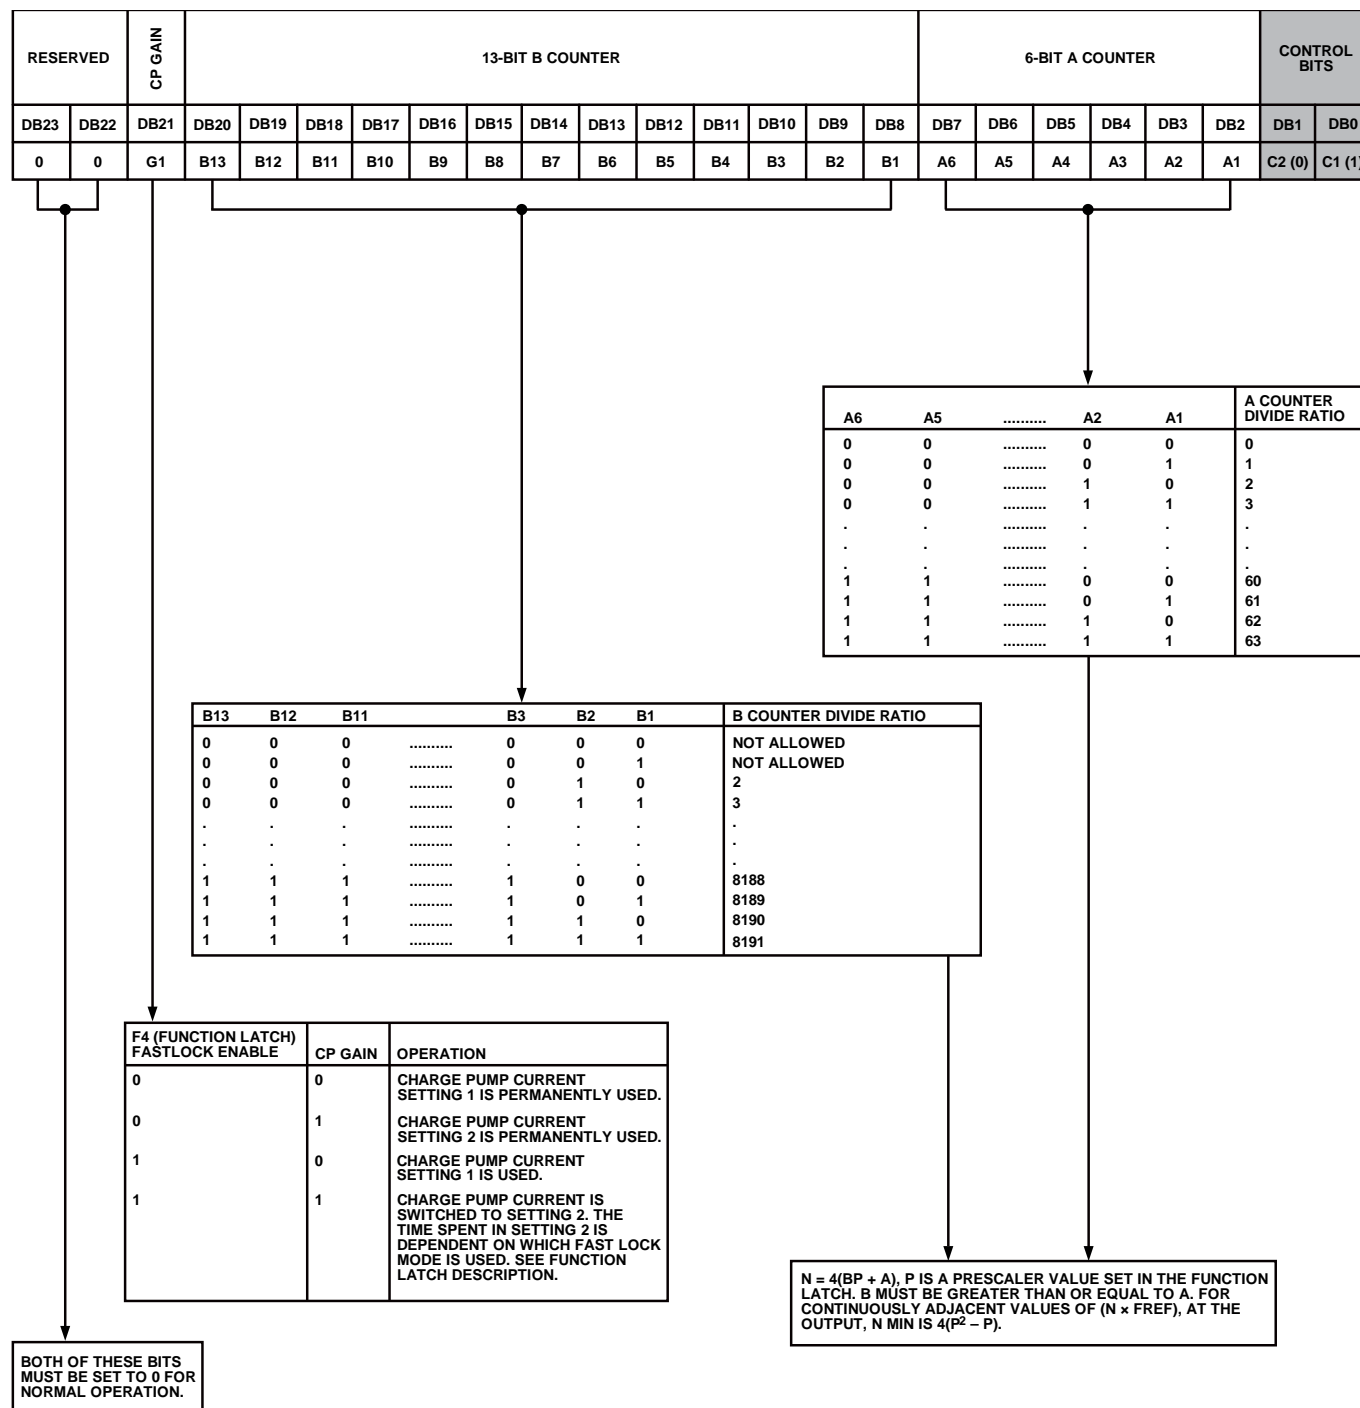 RESERVED
CP GAIN
13-BIT B COUNTER
6-BIT A COUNTER
CONTROL
BITS
DB23 DB22 DB21 DB20 DB19 DB18 DB17 DB16 DB15 DB14 DB13 DB12 DB11 DB10 DB9 DB8 DB7 DB6 DB5 DB4 DB3 DB2 DB1 DB0
0 0 G1 B13 B12 B11 B10 B9 B8 B7 B6 B5 B4 B3 B2 B1 A6 A5 A4 A3 A2 A1 C2 (0) C1 (1)
A COUNTER
A6 A5 .......... A2 A1 DIVIDE RATIO
0 0 .......... 0 0 0
0 0 .......... 0 1 1
0 0 .......... 1 0 2
0 0 .......... 1 1 3
. . .......... . . .
. . .......... . . .
. . .......... . . .
1 1 .......... 0 0 60
1 1 .......... 0 1 61
1 1 .......... 1 0 62
1 1 .......... 1 1 63
B13 B12 B11 B3 B2 B1 B COUNTER DIVIDE RATIO
0 0 0 .......... 0 0 0 NOT ALLOWED
0 0 0 .......... 0 0 1 NOT ALLOWED
0 0 0 .......... 0 1 0 2
0 0 0 .......... 0 1 1 3
. . . .......... . . . .
. . . .......... . . . .
. . . .......... . . . .
1 1 1 .......... 1 0 0 8188
1 1 1 .......... 1 0 1 8189
1 1 1 .......... 1 1 0 8190
1 1 1 .......... 1 1 1 8191
F4 (FUNCTION LATCH)
FASTLOCK ENABLE CP GAIN OPERATION
0 0 CHARGE PUMP CURRENT
SETTING 1 IS PERMANENTLY USED.
0 1 CHARGE PUMP CURRENT
SETTING 2 IS PERMANENTLY USED.
1 0 CHARGE PUMP CURRENT
SETTING 1 IS USED.
1 1 CHARGE PUMP CURRENT IS
SWITCHED TO SETTING 2. THE
TIME SPENT IN SETTING 2 IS
DEPENDENT ON WHICH FAST LOCK
MODE IS USED. SEE FUNCTION
LATCH DESCRIPTION.
N = 4(BP + A), P IS A PRESCALER VALUE SET IN THE FUNCTION
LATCH. B MUST BE GREATER THAN OR EQUAL TO A. FOR
CONTINUOUSLY ADJACENT VALUES OF (N × FREF), AT THE
OUTPUT, N MIN IS 4(P² – P).
BOTH OF THESE BITS
MUST BE SET TO 0 FOR
NORMAL OPERATION.